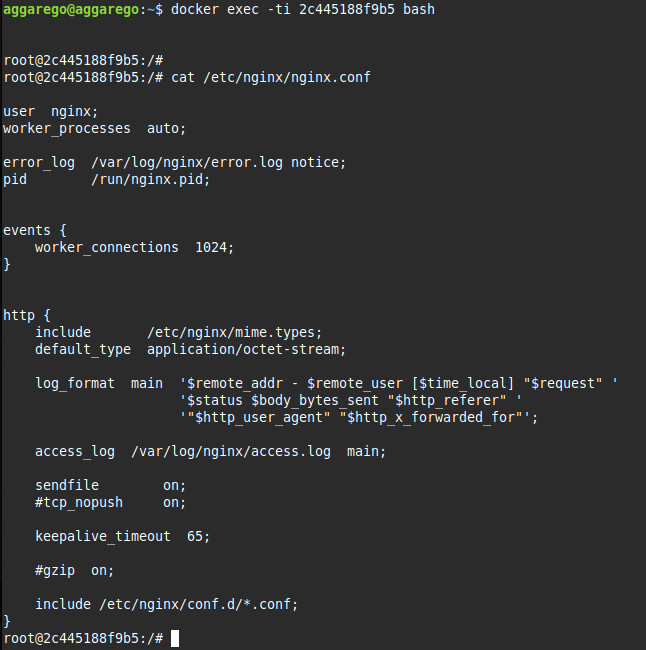 aggarego@aggarego:~$ docker exec -ti 2c445188f9b5 bash
root@2c445188f9b5:/#
root@2c445188f9b5:/# cat /etc/nginx/nginx.conf
user  nginx;
worker_processes  auto;
error_log  /var/log/nginx/error.log notice;
pid        /run/nginx.pid;
events {
    worker_connections  1024;
}
http {
    include       /etc/nginx/mime.types;
    default_type  application/octet-stream;
    log_format  main  '$remote_addr - $remote_user [$time_local] "$request" '
                      '$status $body_bytes_sent "$http_referer" '
                      '"$http_user_agent" "$http_x_forwarded_for"';
    access_log  /var/log/nginx/access.log  main;
    sendfile        on;
    #tcp_nopush     on;
    keepalive_timeout  65;
    #gzip  on;
    include /etc/nginx/conf.d/*.conf;
}
root@2c445188f9b5:/#